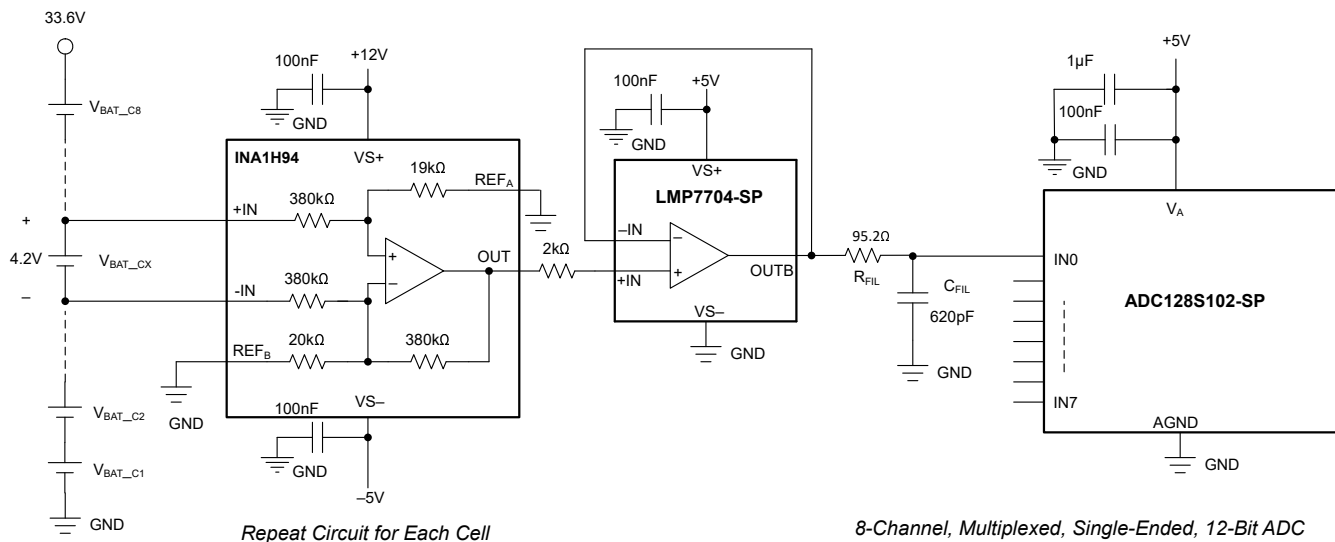 33.6V
V_BAT_C8
+
4.2V
V_BAT_CX
–
V_BAT_C2
V_BAT_C1
GND
100nF
+12V
GND
INA1H94
VS+
19kΩ
REF_A
380kΩ
+IN
+
–
OUT
-IN
380kΩ
20kΩ
380kΩ
REF_B
GND
VS–
100nF
GND
–5V
Repeat Circuit for Each Cell
2kΩ
100nF
+5V
GND
VS+
LMP7704-SP
–IN
–
+IN
+
OUTB
VS–
GND
95.2Ω
R_FIL
C_FIL
620pF
GND
+5V
1µF
100nF
GND
V_A
IN0
ADC128S102-SP
IN7
AGND
GND
8-Channel, Multiplexed, Single-Ended, 12-Bit ADC